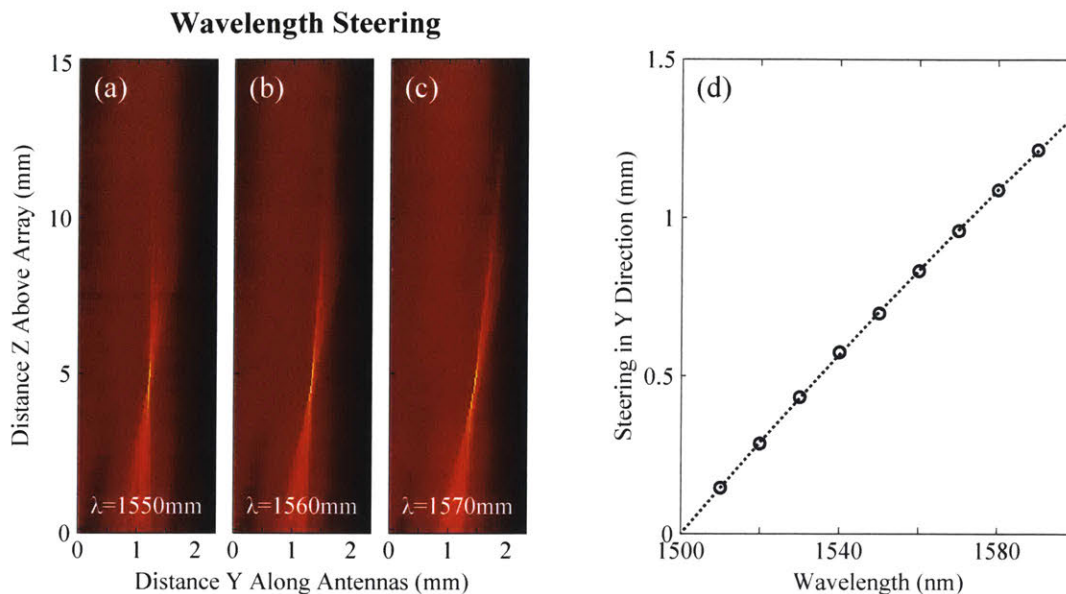 Wavelength Steering
15
10
5
0
Distance Z Above Array (mm)
(a)
λ=1550mm
0 1 2
(b)
λ=1560mm
0 1 2
(c)
λ=1570mm
0 1 2
Distance Y Along Antennas (mm)
(d)
1.5
1
0.5
0
Steering in Y Direction (mm)
1500 1540 1580
Wavelength (nm)